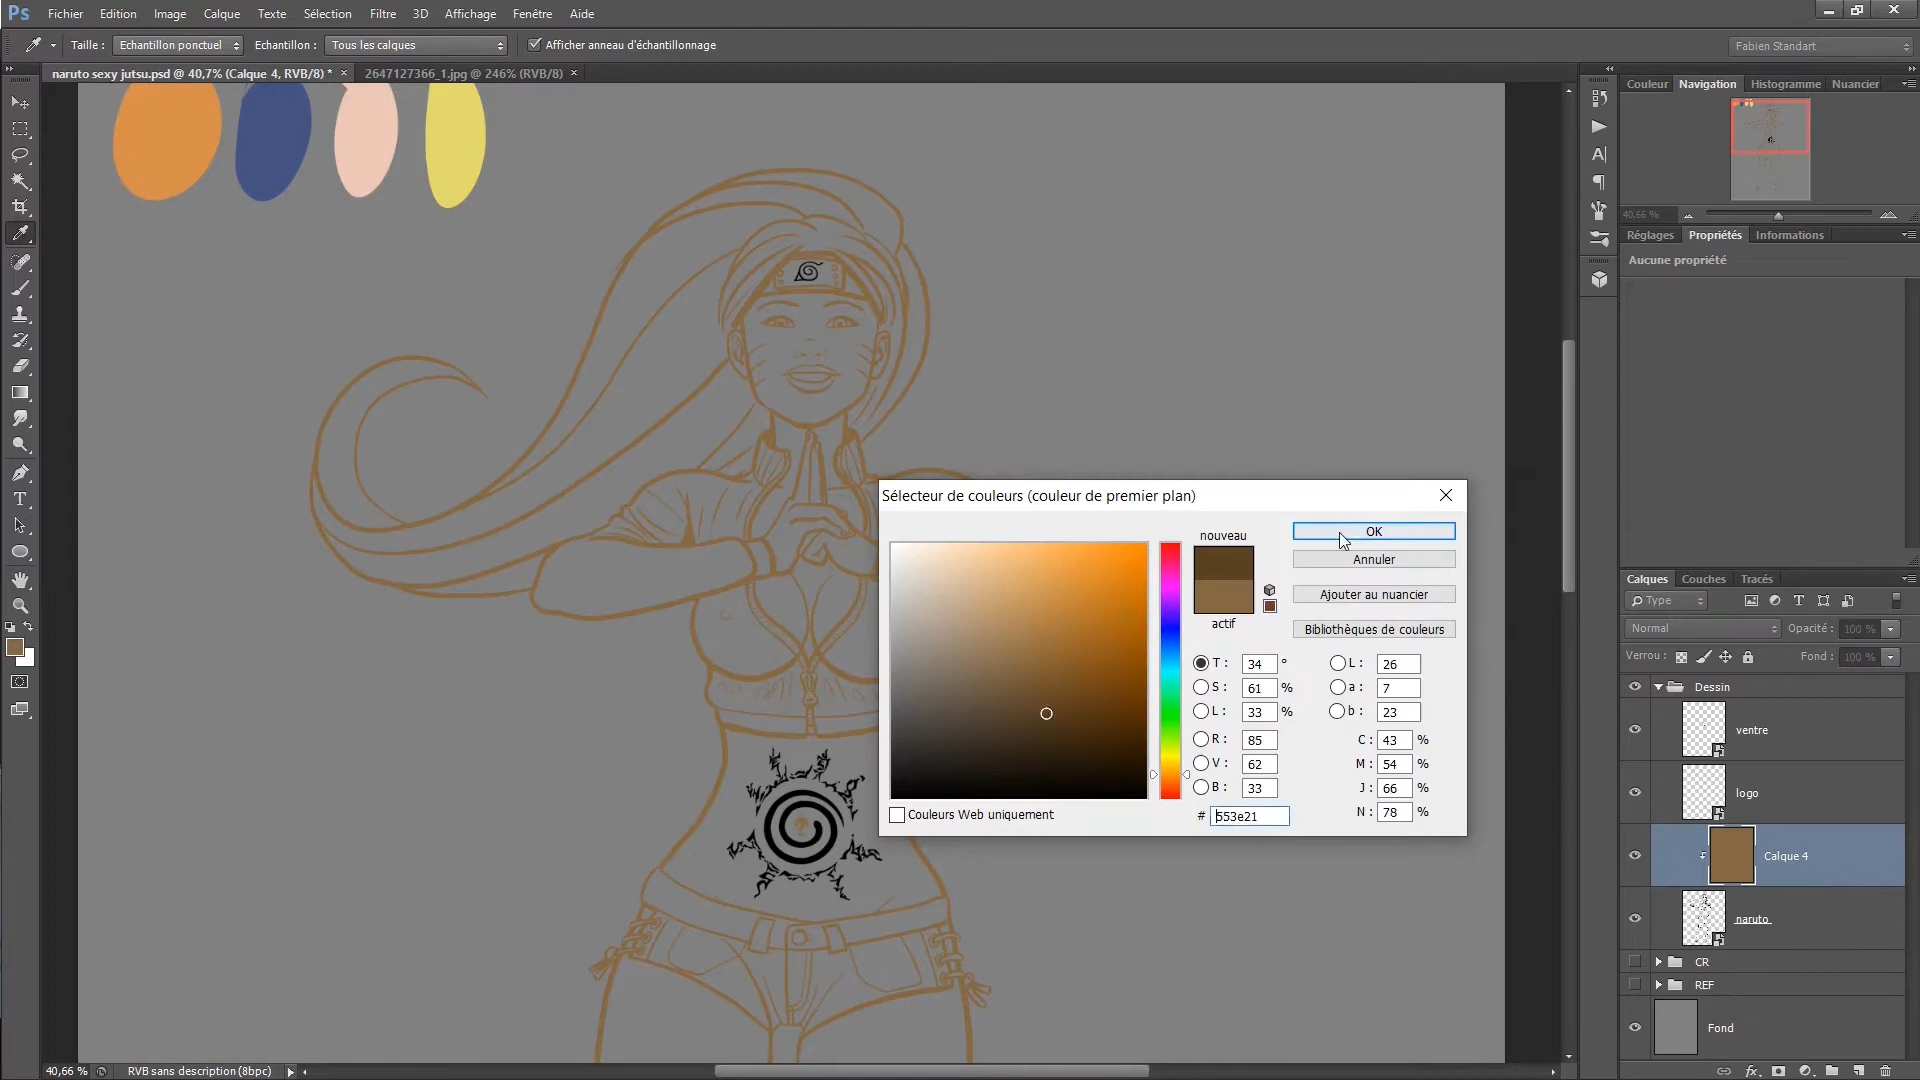 Ps Fichier Edition Image Calque Texte Sélection Filtre 3D Affichage Fenêtre Aide
Taille : Echantillon ponctuel Echantillon : Tous les calques Afficher anneau d'échantillonnage Fabien Standart
naruto sexy jutsu.psd @ 40,7% (Calque 4, RVB/8) * × 2647127366_1.jpg @ 246% (RVB/8) ×
Couleur Navigation Histogramme Nuancier
40,66 %
Réglages Propriétés Informations
Aucune propriété
Sélecteur de couleurs (couleur de premier plan)
nouveau
actif
OK
Annuler
Ajouter au nuancier
Bibliothèques de couleurs
T : 34 ° L : 26
S : 61 % a : 7
L : 33 % b : 23
R : 85 C : 43 %
V : 62 M : 54 %
B : 33 J : 66 %
# 553e21 N : 78 %
Couleurs Web uniquement
Calques Couches Tracés
Type
Normal Opacité : 100 %
Verrou : Fond : 100 %
Dessin
ventre
logo
Calque 4
naruto
CR
REF
Fond
40,66 % RVB sans description (8bpc)